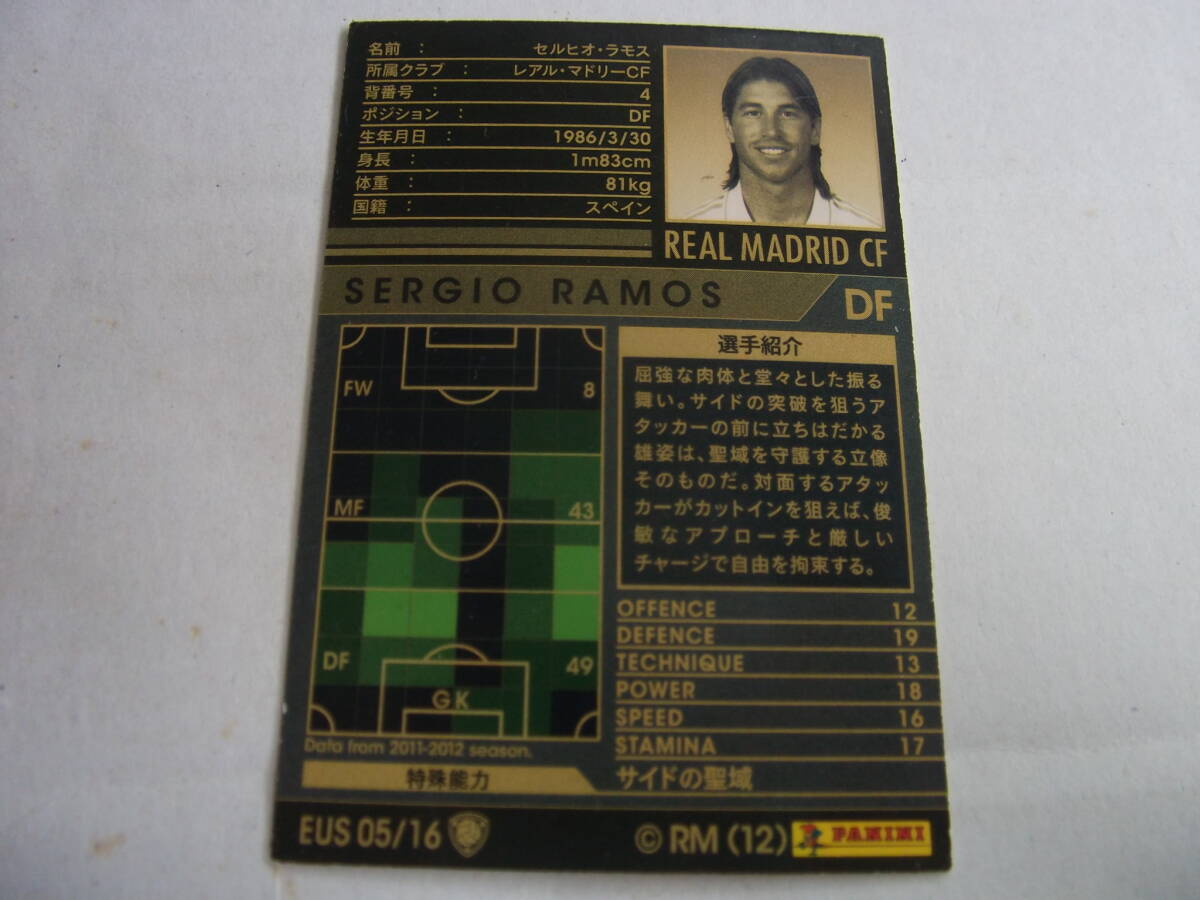 名前 : セルヒオ・ラモス
所属クラブ : レアル・マドリーCF
背番号 : 4
ポジション : DF
生年月日 : 1986/3/30
身長 : 1m83cm
体重 : 81kg
国籍 : スペイン
REAL MADRID CF
SERGIO RAMOS
DF
FW 8
MF 43
DF 49
GK
Data from 2011-2012 season.
選手紹介
屈強な肉体と堂々とした振る
舞い。サイドの突破を狙うア
タッカーの前に立ちはだかる
雄姿は、聖域を守護する立像
そのものだ。対面するアタッ
カーがカットインを狙えば、俊
敏なアプローチと厳しい
チャージで自由を拘束する。
OFFENCE 12
DEFENCE 19
TECHNIQUE 13
POWER 18
SPEED 16
STAMINA 17
特殊能力 サイドの聖域
EUS 05/16
© RM (12) PANINI